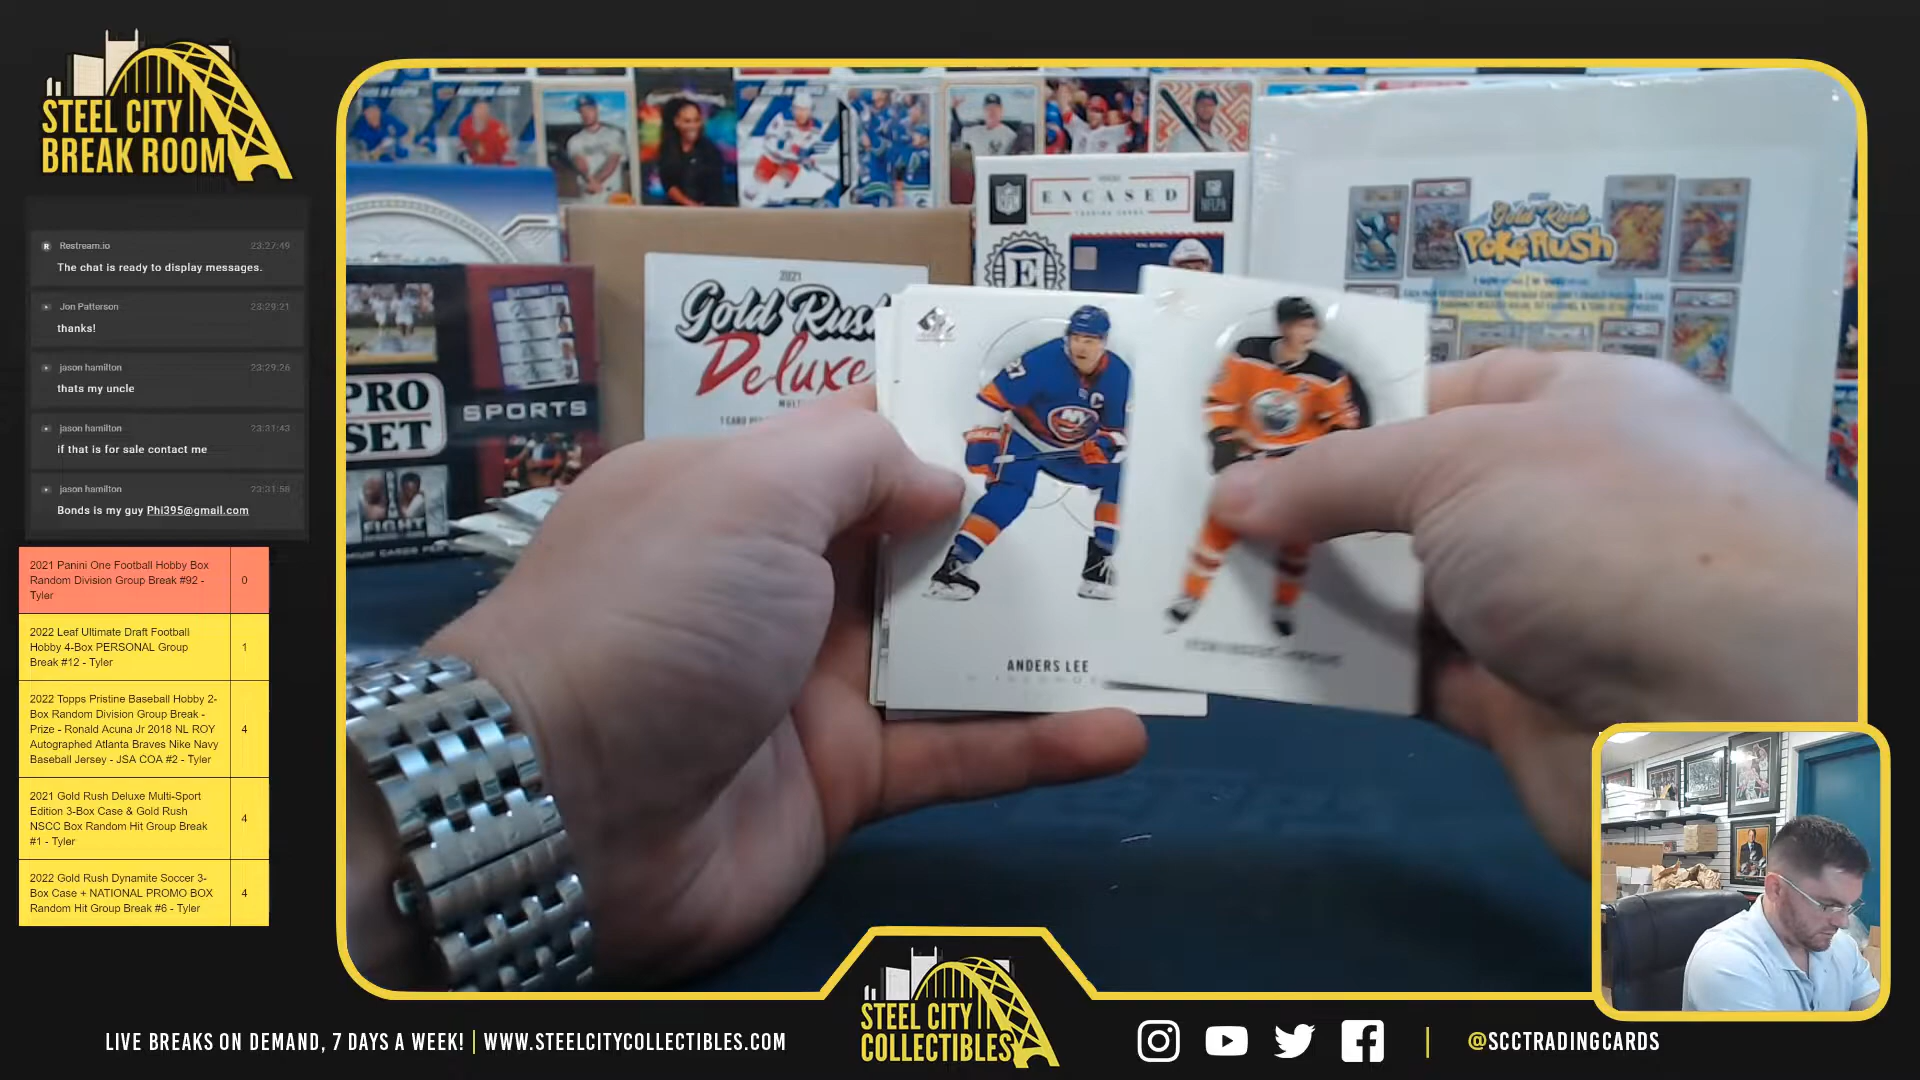 STEEL CITY
BREAK ROOM
Restream.io 23:27:49
The chat is ready to display messages.
Jon Patterson 23:29:21
thanks!
jason hamilton 23:29:26
thats my uncle
jason hamilton 23:31:43
if that is for sale contact me
jason hamilton 23:31:58
Bonds is my guy Phi395@gmail.com
2021 Panini One Football Hobby Box
Random Division Group Break #92 -
Tyler
0
2022 Leaf Ultimate Draft Football
Hobby 4-Box PERSONAL Group
Break #12 - Tyler
1
2022 Topps Pristine Baseball Hobby 2-
Box Random Division Group Break -
Prize - Ronald Acuna Jr 2018 NL ROY
Autographed Atlanta Braves Nike Navy
Baseball Jersey - JSA COA #2 - Tyler
4
2021 Gold Rush Deluxe Multi-Sport
Edition 3-Box Case & Gold Rush
NSCC Box Random Hit Group Break
#1 - Tyler
4
2022 Gold Rush Dynamite Soccer 3-
Box Case + NATIONAL PROMO BOX
Random Hit Group Break #6 - Tyler
4
ENCASED
TRADING CARDS
E
Gold Rush
POKERUSH
2021
Gold Rush
Deluxe
PRO
SET
SPORTS
FIGHT
27
C
NY
ANDERS LEE
STEEL CITY
COLLECTIBLES
LIVE BREAKS ON DEMAND, 7 DAYS A WEEK! | WWW.STEELCITYCOLLECTIBLES.COM
@SCCTRADINGCARDS